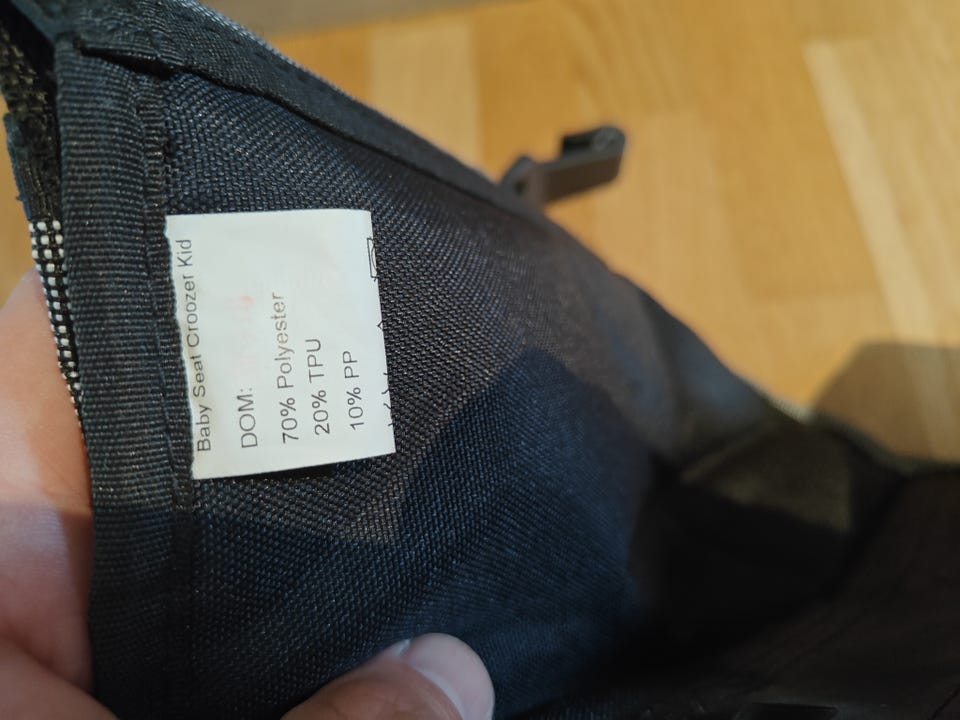 Baby Seat Croozer Kid
DOM:
70% Polyester
20% TPU
10% PP